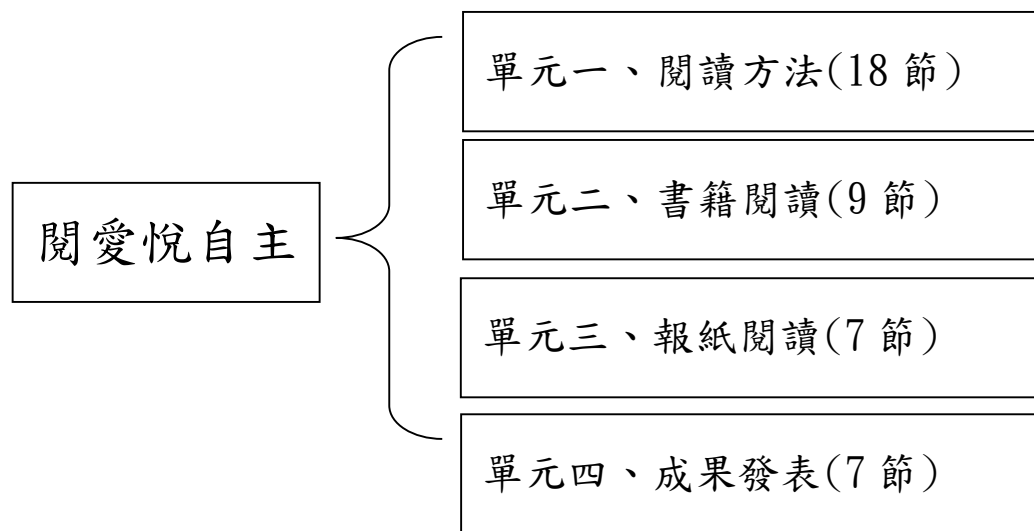 閱愛悅自主
單元一、閱讀方法(18 節)
單元二、書籍閱讀(9 節)
單元三、報紙閱讀(7 節)
單元四、成果發表(7 節)